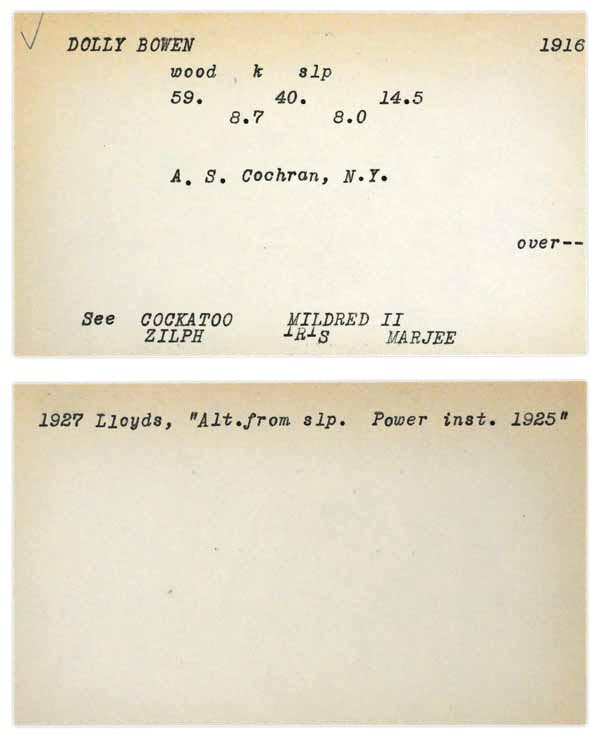 DOLLY BOWEN 1916
wood k slp
59. 40. 14.5
8.7 8.0
A. S. Cochran, N.Y.
over--
See COCKATOO MILDRED II
ZILPH IRIS MARJEE
1927 Lloyds, "Alt.from slp. Power inst. 1925"